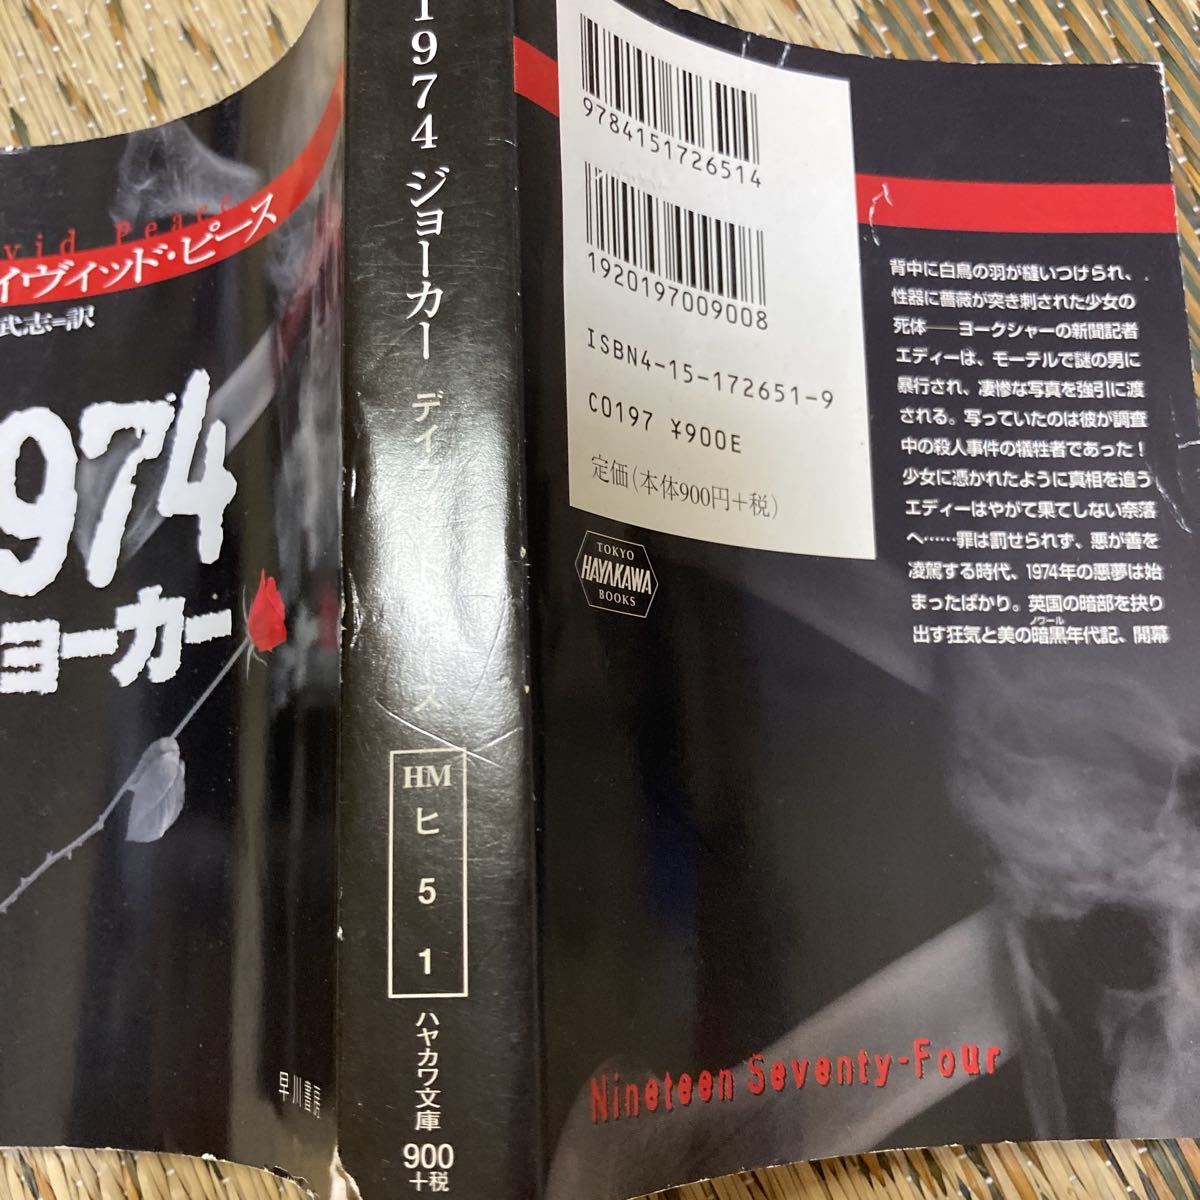 vid Peac
イヴィッド・ピース
武志=訳
974
ョーカー
早川書房
1974 ジョーカー
HM
ヒ
5
1
ハヤカワ文庫
900
+税
9784151726514
1920197009008
ISBN4-15-172651-9
C0197 ¥900E
定価(本体900円+税)
TOKYO
HAYAKAWA
BOOKS
背中に白鳥の羽が縫いつけられ、
性器に薔薇が突き刺された少女の
死体――ヨークシャーの新聞記者
エディーは、モーテルで謎の男に
暴行され、凄惨な写真を強引に渡
される。写っていたのは彼が調査
中の殺人事件の犠牲者であった！
少女に憑かれたように真相を追う
エディーはやがて果てしない奈落
へ……罪は罰せられず、悪が善を
凌駕する時代、1974年の悪夢は始
まったばかり。英国の暗部を抉り
ノワール
出す狂気と美の暗黒年代記、開幕
Nineteen Seventy-Four